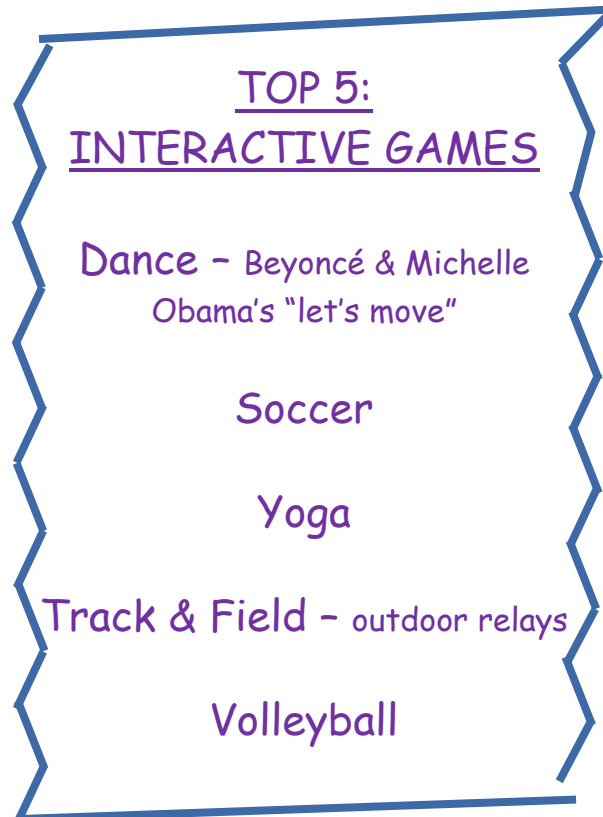 TOP 5:
INTERACTIVE GAMES
Dance – Beyoncé & Michelle
Obama’s “let’s move”
Soccer
Yoga
Track & Field – outdoor relays
Volleyball